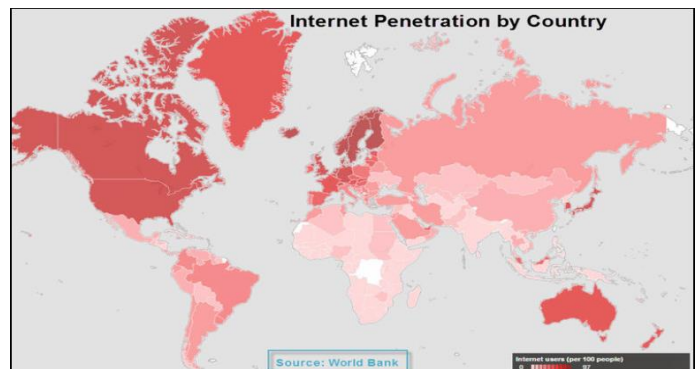 Internet Penetration by Country
Source: World Bank
Internet users (per 100 people)
0 97